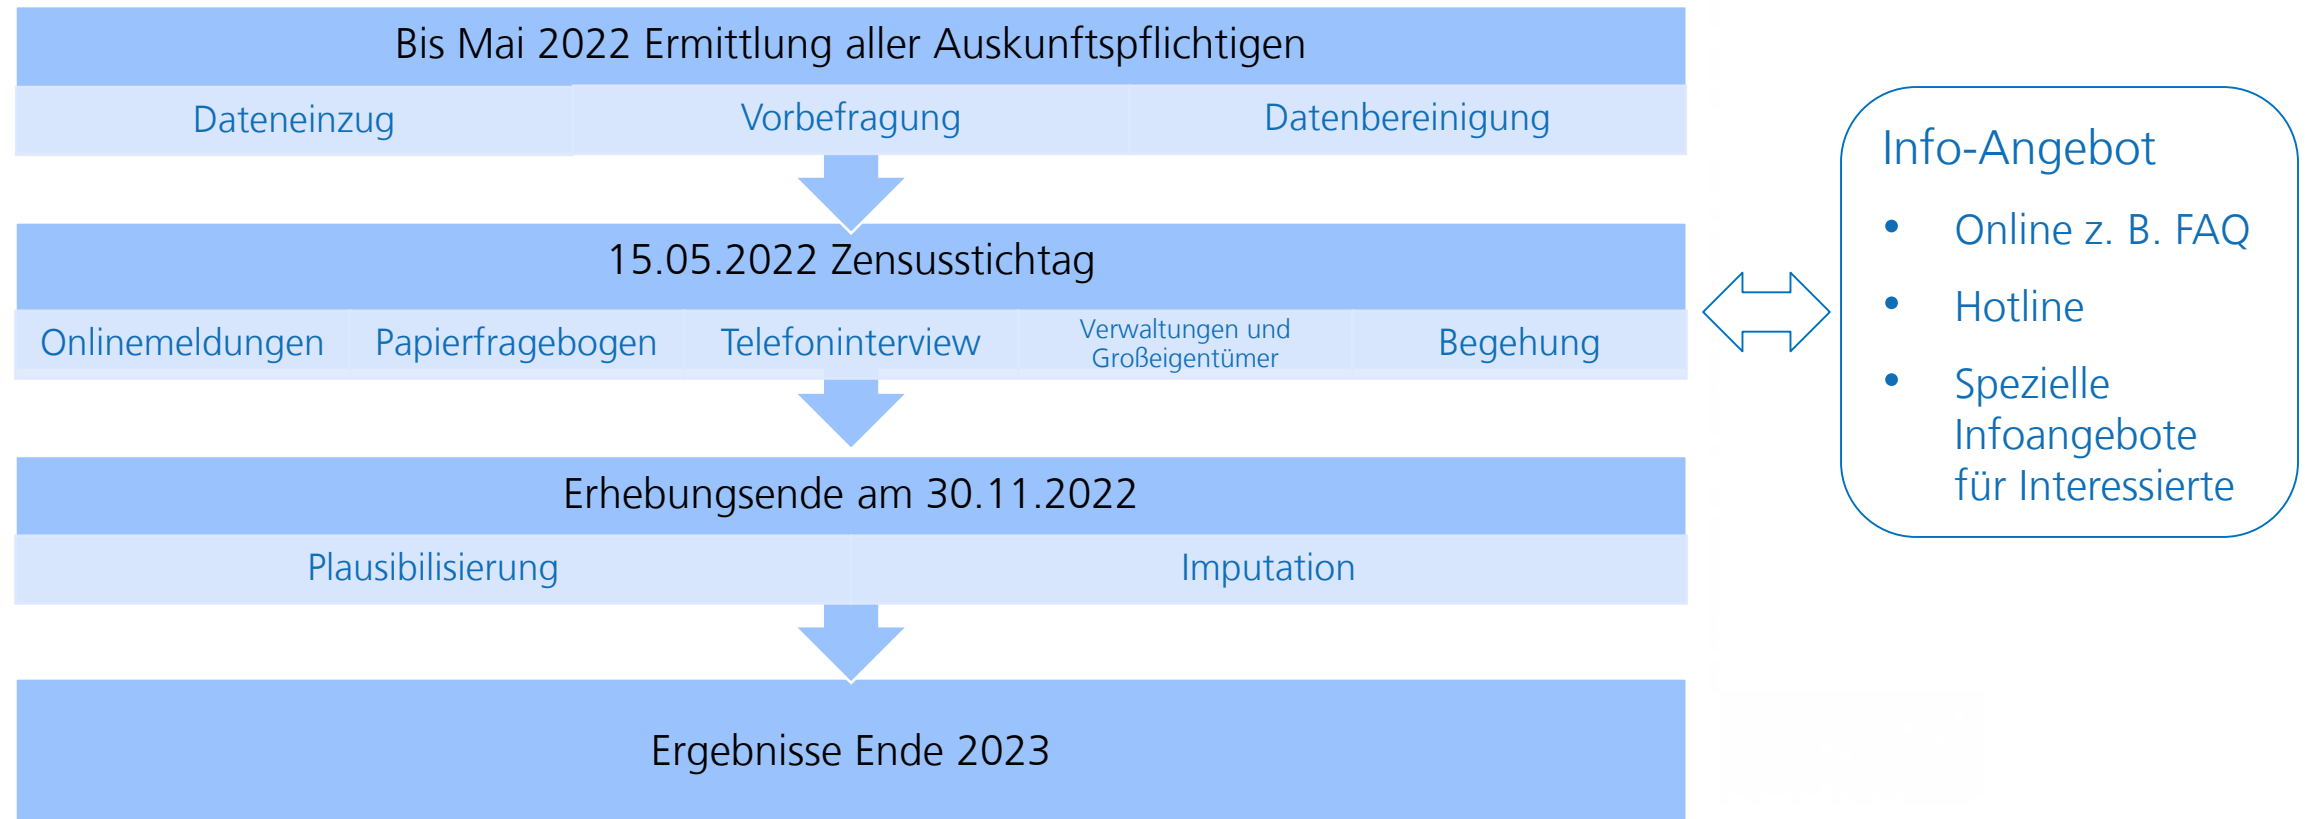 Bis Mai 2022 Ermittlung aller Auskunftspflichtigen
Dateneinzug
Vorbefragung
Datenbereinigung
15.05.2022 Zensusstichtag
Onlinemeldungen
Papierfragebogen
Telefoninterview
Verwaltungen und
Großeigentümer
Begehung
Erhebungsende am 30.11.2022
Plausibilisierung
Imputation
Ergebnisse Ende 2023
Info-Angebot
• Online z. B. FAQ
• Hotline
• Spezielle
Infoangebote
für Interessierte